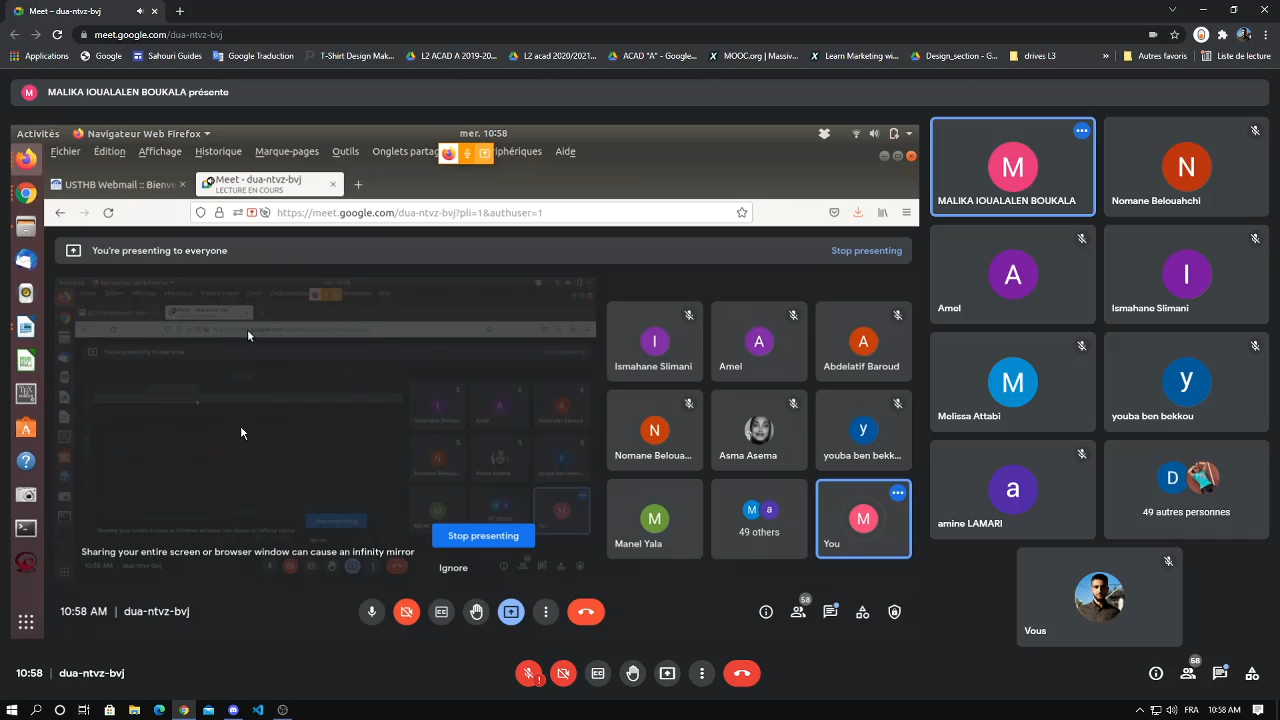 Meet – dua-ntvz-bvj
meet.google.com/dua-ntvz-bvj
Applications
Google
Sahouri Guides
Google Traduction
T-Shirt Design Mak...
L2 ACAD A 2019-20...
L2 acad 2020/2021...
ACAD "A" - Google...
MOOC.org | Massiv...
Learn Marketing wi...
Design_section - G...
drives L3
»
Autres favoris
Liste de lecture
M
MALIKA IOUALALEN BOUKALA présente
Activités
Navigateur Web Firefox
mer. 10:58
Fichier
Édition
Affichage
Historique
Marque-pages
Outils
Onglets partag
iphériques
Aide
USTHB Webmail :: Bienve
Meet - dua-ntvz-bvj
LECTURE EN COURS
https://meet.google.com/dua-ntvz-bvj?pli=1&authuser=1
You're presenting to everyone
Stop presenting
I
Ismahane Slimani
A
Amel
A
Abdelatif Baroud
N
Nomane Beloua...
Asma Asema
y
youba ben bekk...
M
Manel Yala
M
a
49 others
M
You
Stop presenting
Sharing your entire screen or browser window can cause an infinity mirror
Ignore
10:58 AM | dua-ntvz-bvj
58
M
MALIKA IOUALALEN BOUKALA
N
Nomane Belouahchi
A
Amel
I
Ismahane Slimani
M
Melissa Attabi
y
youba ben bekkou
a
amine LAMARI
D
49 autres personnes
Vous
10:58 | dua-ntvz-bvj
58
FRA
10:58 AM